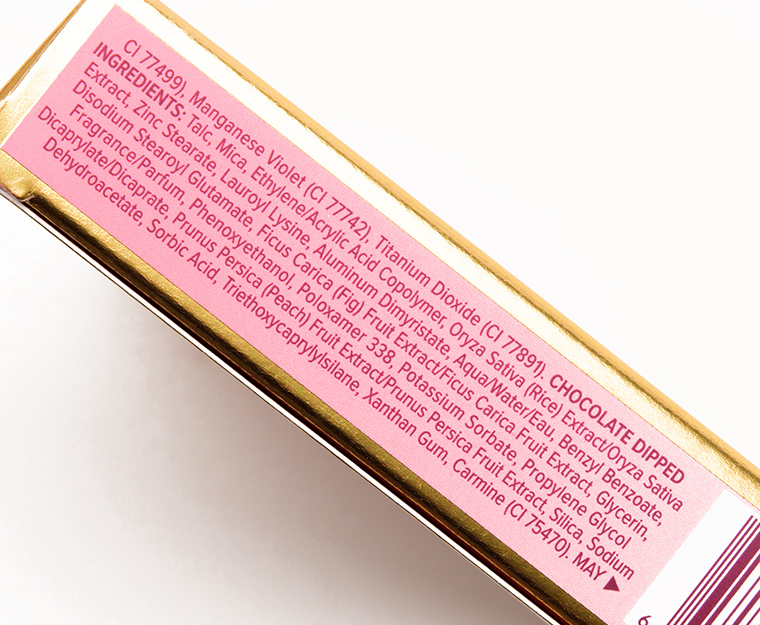 CI 77499), Manganese Violet (CI 77742), Titanium Dioxide (CI 77891). CHOCOLATE DIPPED
INGREDIENTS: Talc, Mica, Ethylene/Acrylic Acid Copolymer, Oyza Sativa (Rice) Extract/Oyza Sativa
Extract, Zinc Stearate, Lauroyl Lysine, Aluminum Dimyristate, Aqua/Water/Eau, Benzyl Benzoate,
Disodium Stearoyl Glutamate, Ficus Carica (Fig) Fruit Extract/Ficus Carica Fruit Extract, Glycerin,
Fragrance/Parfum, Phenoxyethanol, Poloxamer 338, Potassium Sorbate, Propylene Glycol
Dicaprylate/Dicaprate, Prunus Persica (Peach) Fruit Extract/Prunus Persica Fruit Extract, Silica, Sodium
Dehydroacetate, Sorbic Acid, Triethoxycaprylylsilane, Xanthan Gum, Carmine (CI 75470). MAY ▶
6